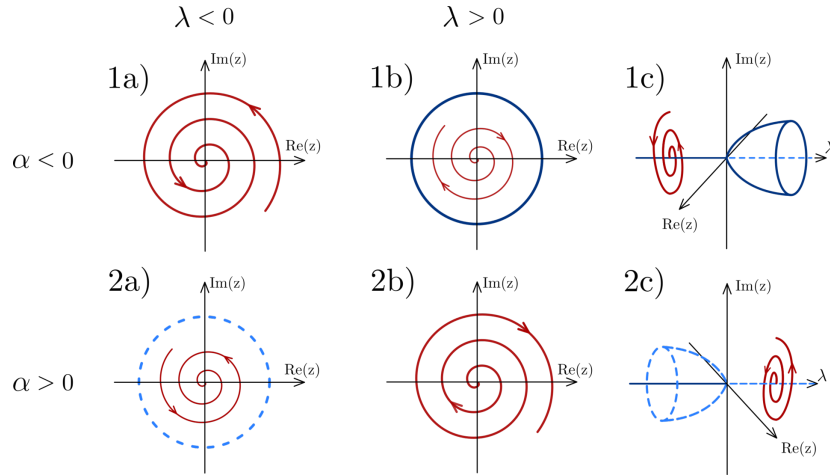 λ < 0
λ > 0
α < 0
1a)
Im(z)
Re(z)
1b)
Im(z)
Re(z)
1c)
Im(z)
λ
Re(z)
α > 0
2a)
Im(z)
Re(z)
2b)
Im(z)
Re(z)
2c)
Im(z)
λ
Re(z)